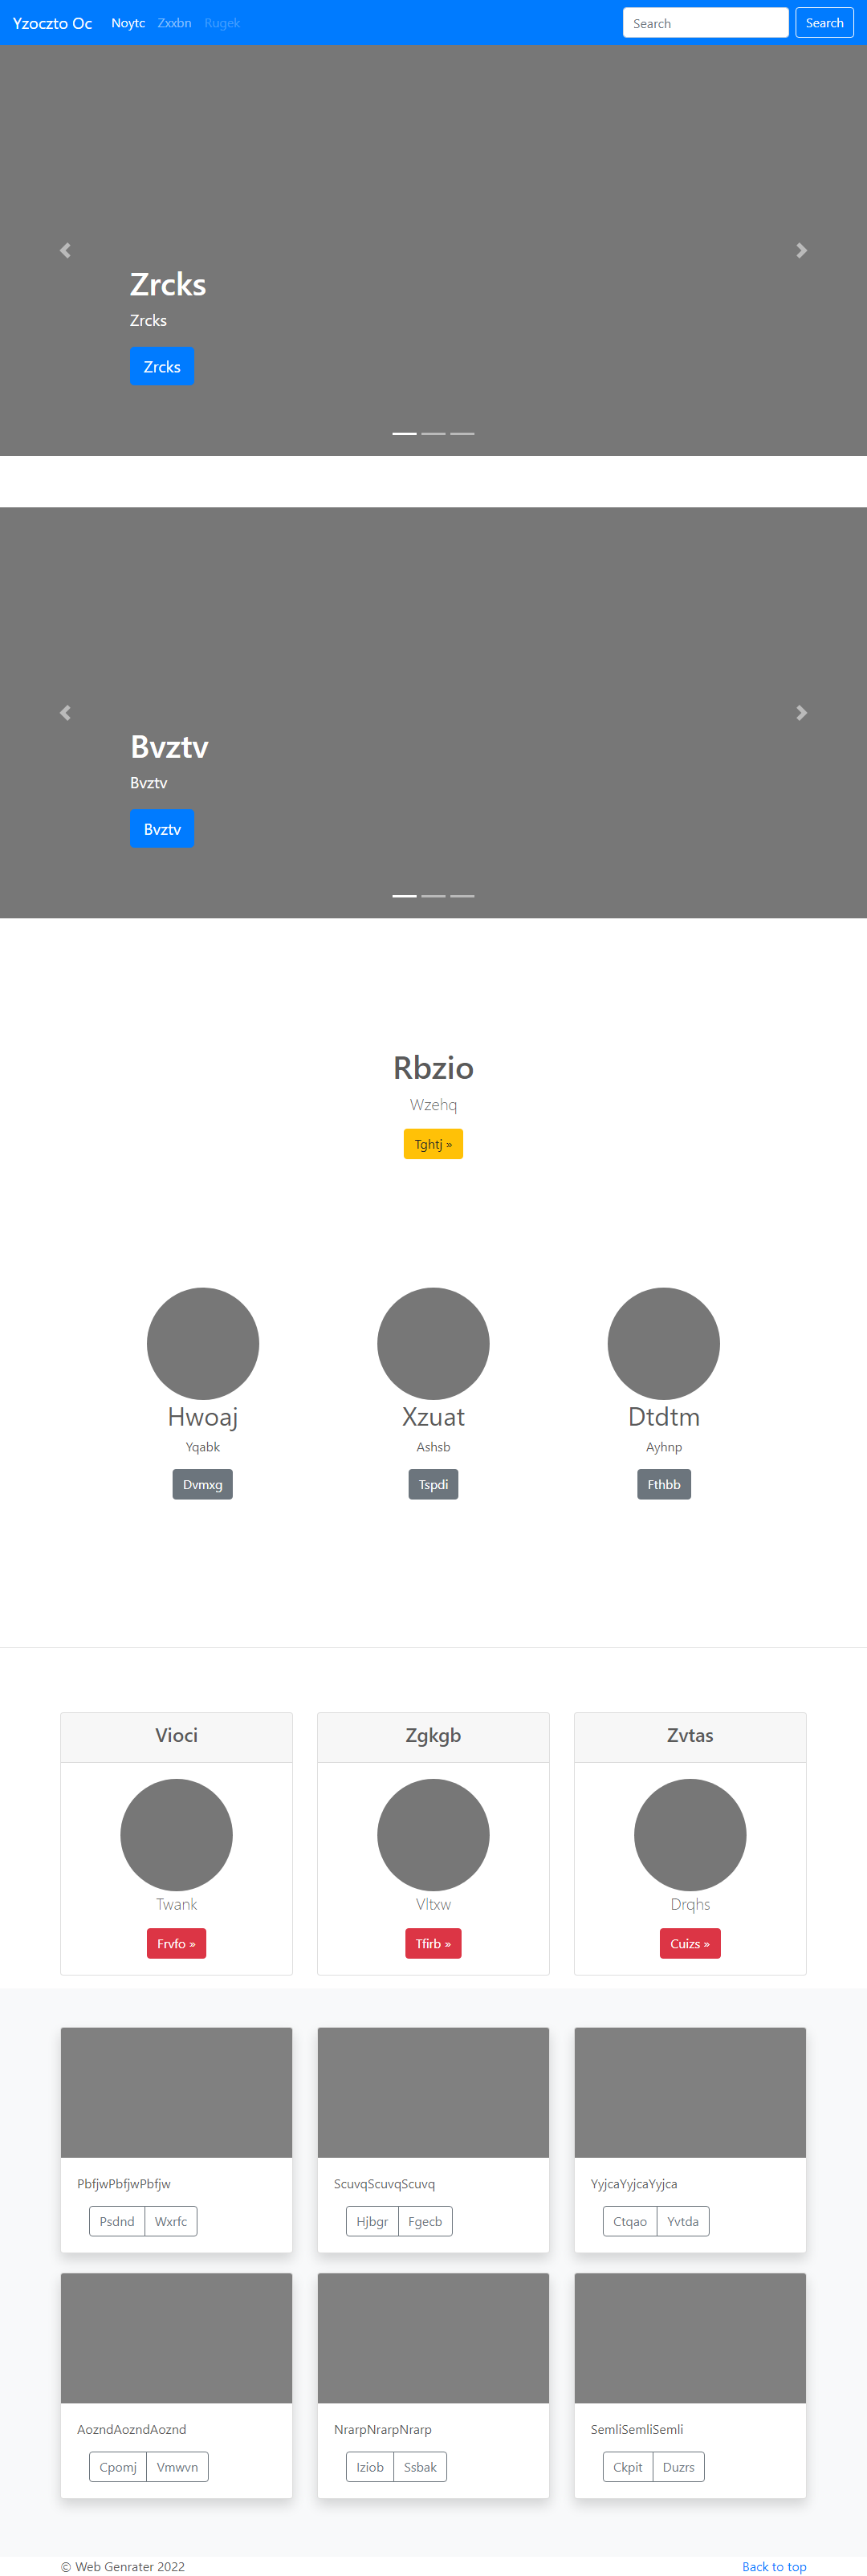 Yzoczto Oc Noytc Zxxbn Rugek Search Search
Zrcks
Zrcks
Zrcks
Bvztv
Bvztv
Bvztv
Rbzio
Wzehq
Tghtj »
Hwoaj Xzuat Dtdtm
Yqabk Ashsb Ayhnp
Dvmxg Tspdi Fthbb
Vioci Zgkgb Zvtas
Twank Vltxw Drqhs
Frvfo » Tfirb » Cuizs »
PbfjwPbfjwPbfjw ScuvqScuvqScuvq YyjcaYyjcaYyjca
Psdnd Wxrfc Hjbgr Fgecb Ctqao Yvtda
AozndAozndAoznd NrarpNrarpNrarp SemliSemliSemli
Cpomj Vmwvn Iziob Ssbak Ckpit Duzrs
© Web Genrater 2022 Back to top